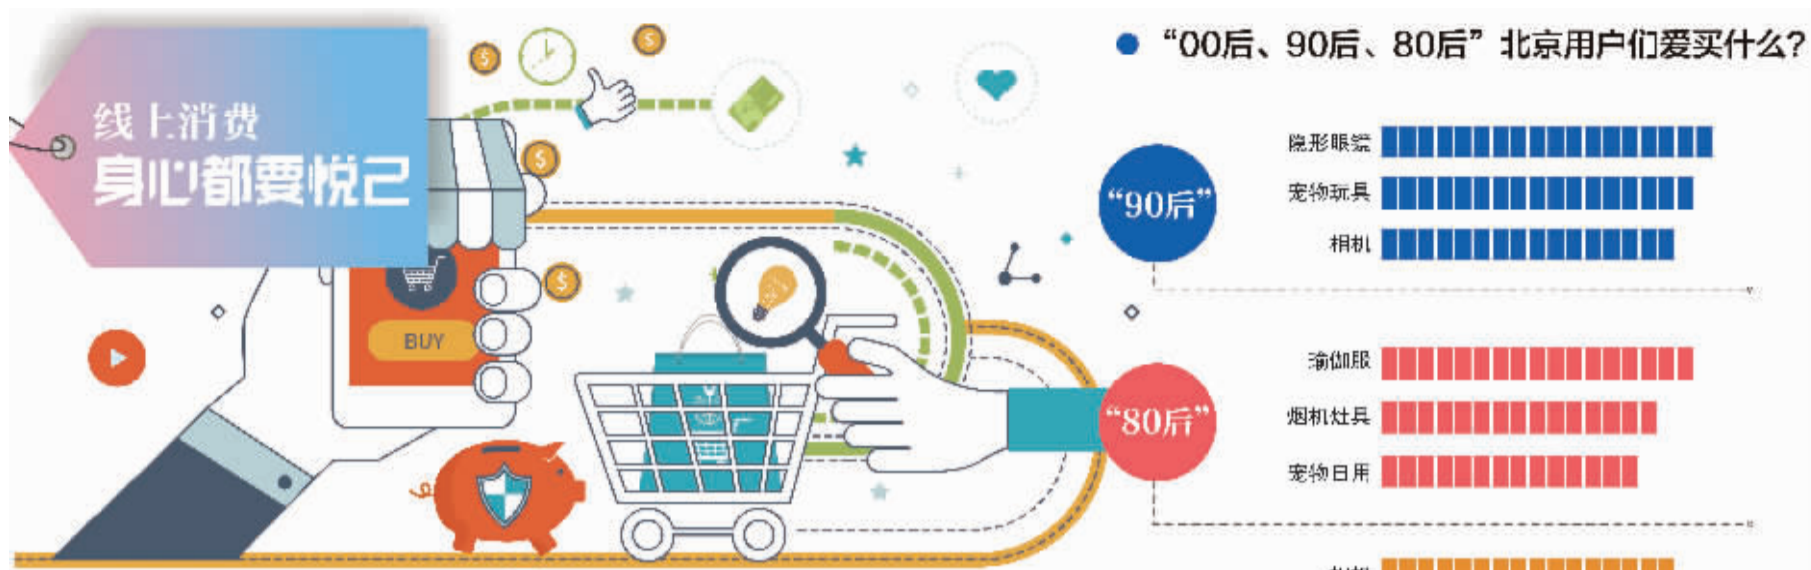 线上消费
身心都要悦己
BUY
“00后、90后、80后”北京用户们爱买什么?
“90后”
隐形眼镜
宠物玩具
相机
“80后”
瑜伽服
烟机灶具
宠物日用